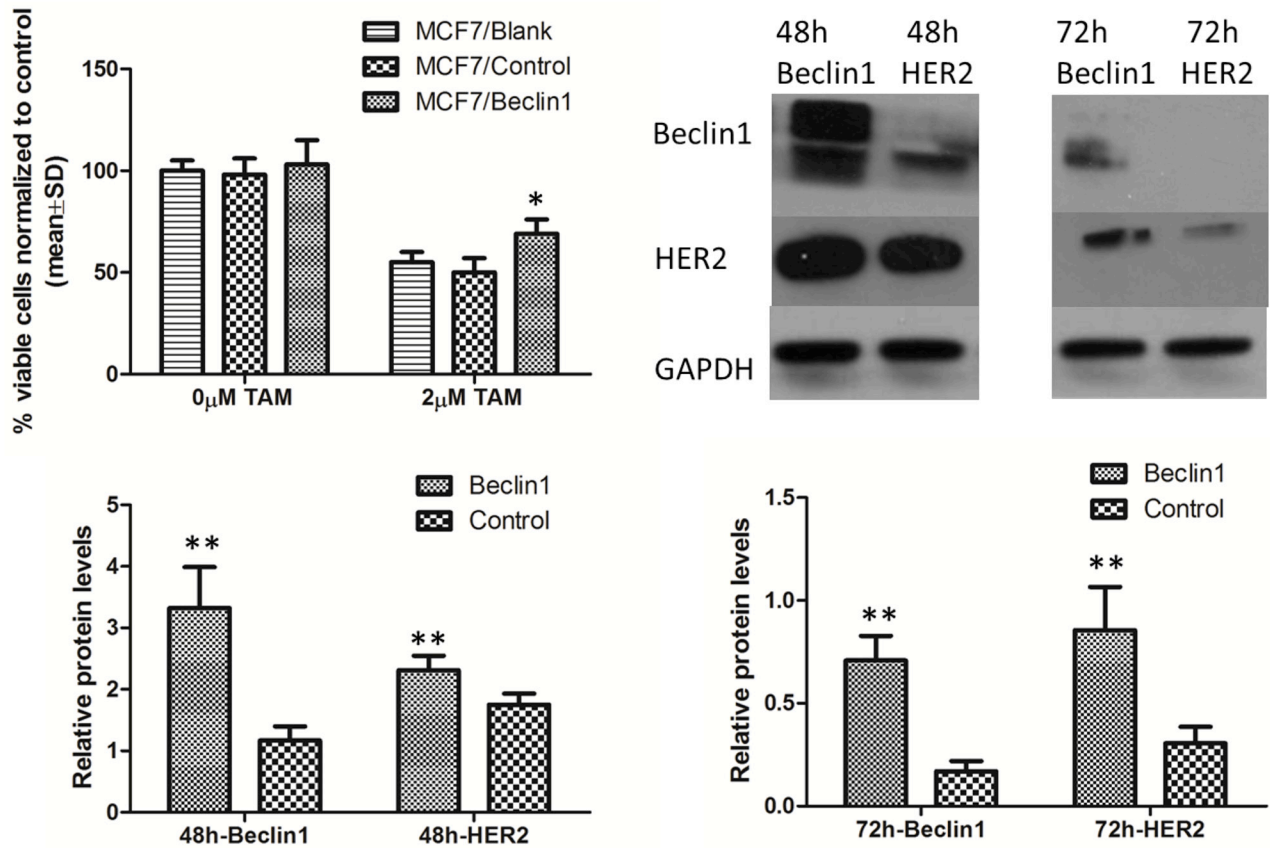 % viable cells normalized to control
(mean±SD)
MCF7/Blank
MCF7/Control
MCF7/Beclin1
150
100
50
0
*
0μM TAM
2μM TAM
48h
48h
72h
72h
Beclin1
HER2
Beclin1
HER2
Beclin1
HER2
GAPDH
Relative protein levels
Beclin1
Control
5
4
3
2
1
0
**
**
48h-Beclin1
48h-HER2
Relative protein levels
Beclin1
Control
1.5
1.0
0.5
0.0
**
**
72h-Beclin1
72h-HER2